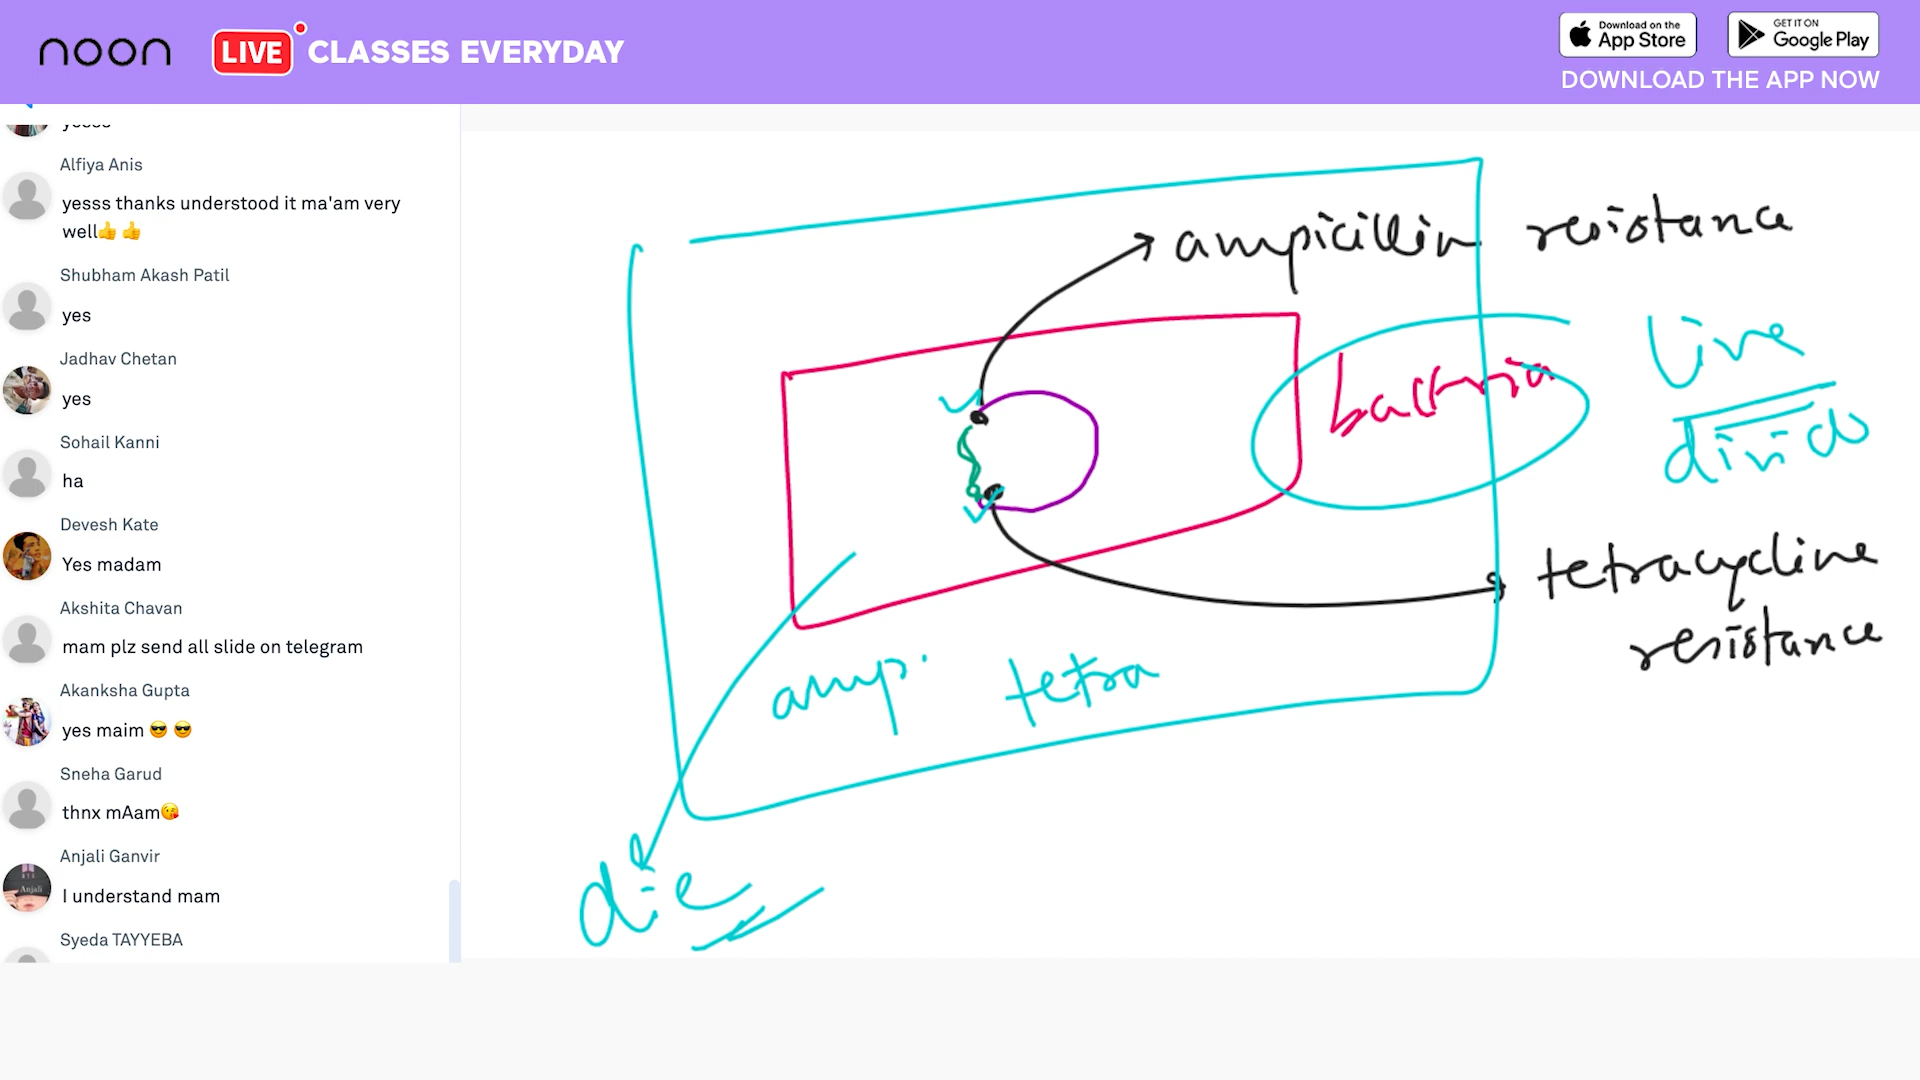 noon LIVE CLASSES EVERYDAY
Download on the App Store
GET IT ON Google Play
DOWNLOAD THE APP NOW
yesss
Alfiya Anis
yesss thanks understood it ma'am very
well👍 👍
Shubham Akash Patil
yes
Jadhav Chetan
yes
Sohail Kanni
ha
Devesh Kate
Yes madam
Akshita Chavan
mam plz send all slide on telegram
Akanksha Gupta
yes maim 😎 😎
Sneha Garud
thnx mAam😘
Anjali Ganvir
I understand mam
Syeda TAYYEBA
ampicillin resistance
bacteria
live
divide
tetracycline
resistance
amp. tetra
die